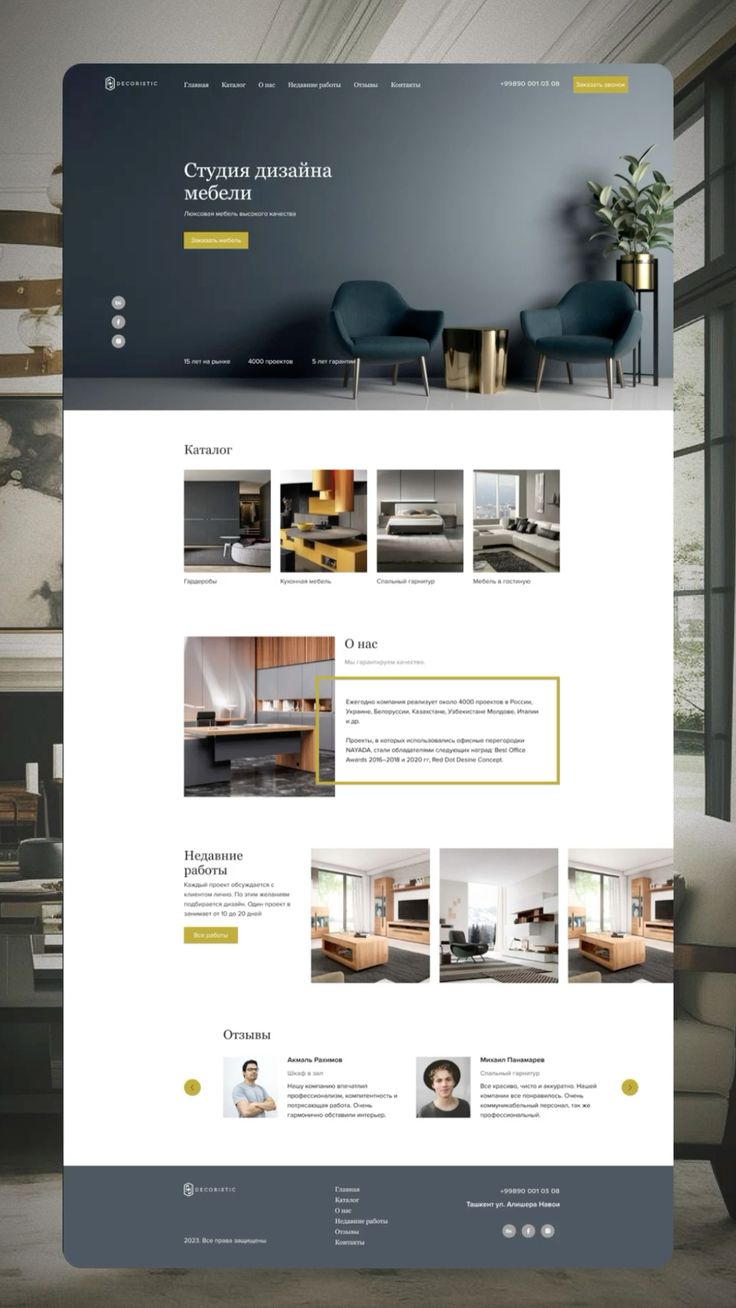 DECORISTIC
Главная Каталог О нас Недавние работы Отзывы Контакты
+99890 001 03 08
Заказать звонок
Студия дизайна
мебели
Люксовая мебель высокого качества
Заказать мебель
Bē
f
15 лет на рынке 4000 проектов 5 лет гарантии
Каталог
Гардеробы
Кухонная мебель
Спальный гарнитур
Мебель в гостиную
О нас
Мы гарантируем качество.
Ежегодно компания реализует около 4000 проектов в России,
Украине, Белоруссии, Казахстане, Узбекистане Молдове, Италии
и др.
Проекты, в которых использовались офисные перегородки
NAYADA, стали обладателями следующих наград: Best Office
Awards 2016–2018 и 2020 гг, Red Dot Desine Concept.
Недавние
работы
Каждый проект обсуждается с
клиентом лично. По этим желаниям
подбирается дизайн. Один проект в
занимает от 10 до 20 дней
Все работы
Отзывы
Акмаль Рахимов
Шкаф в зал
Нашу компанию впечатлил
профессионализм, компитентность и
потрясающая работа. Очень
гармонично обставили интерьер.
Михаил Панамарев
Спальный гарнитур
Все красиво, чисто и аккуратно. Нашей
компании все понравилось. Очень
коммуникабельный персонал, так же
профессиональный.
DECORISTIC
2023. Все права защищены
Главная
Каталог
О нас
Недавние работы
Отзывы
Контакты
+99890 001 03 08
Ташкент ул. Алишера Навои
Bē
f